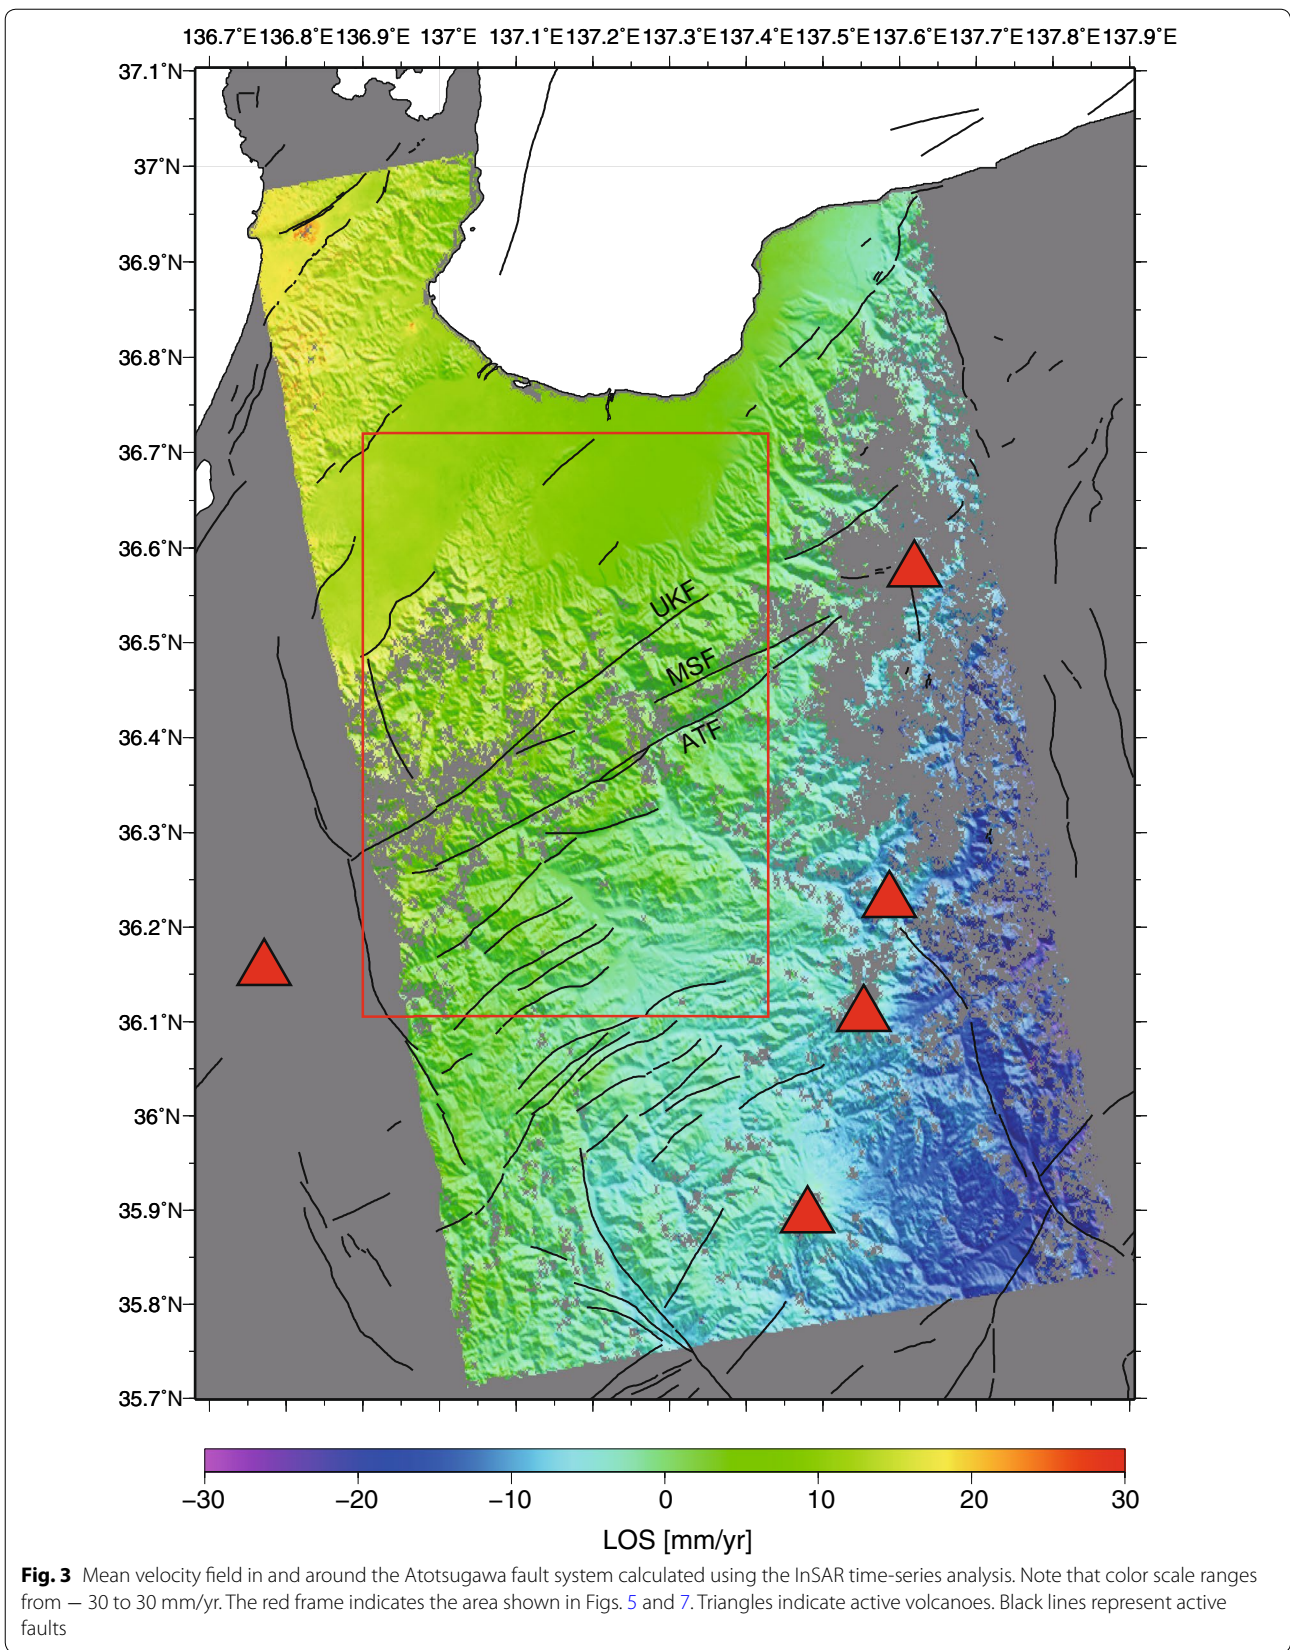 136.7°E 136.8°E 136.9°E 137°E 137.1°E 137.2°E 137.3°E 137.4°E 137.5°E 137.6°E 137.7°E 137.8°E 137.9°E
37.1°N
37°N
36.9°N
36.8°N
36.7°N
36.6°N
UKF
36.5°N
MSF
36.4°N
ATF
36.3°N
36.2°N
36.1°N
36°N
35.9°N
35.8°N
35.7°N
−30 −20 −10 0 10 20 30
LOS [mm/yr]
Fig. 3 Mean velocity field in and around the Atotsugawa fault system calculated using the InSAR time-series analysis. Note that color scale ranges
from − 30 to 30 mm/yr. The red frame indicates the area shown in Figs. 5 and 7. Triangles indicate active volcanoes. Black lines represent active
faults